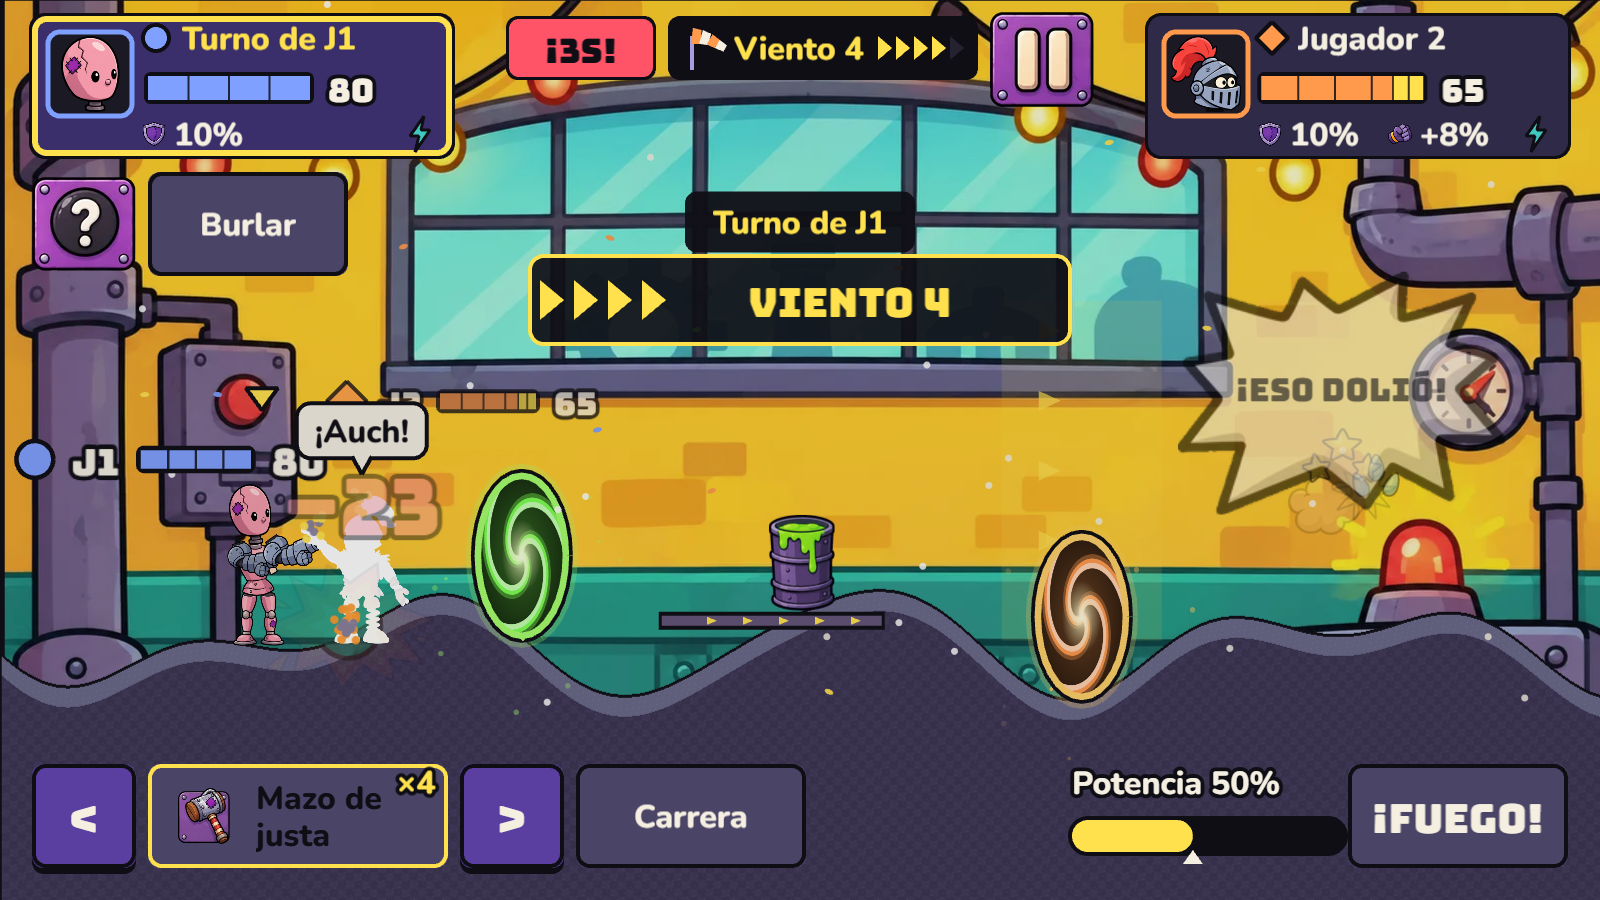 Turno de J1
80
10%
¡3S!
Viento 4
Jugador 2
65
10%
+8%
?
Burlar
Turno de J1
VIENTO 4
¡ESO DOLIÓ!
65
¡Auch!
J1
80
-23
<
Mazo de
justa
×4
>
Carrera
Potencia 50%
¡FUEGO!